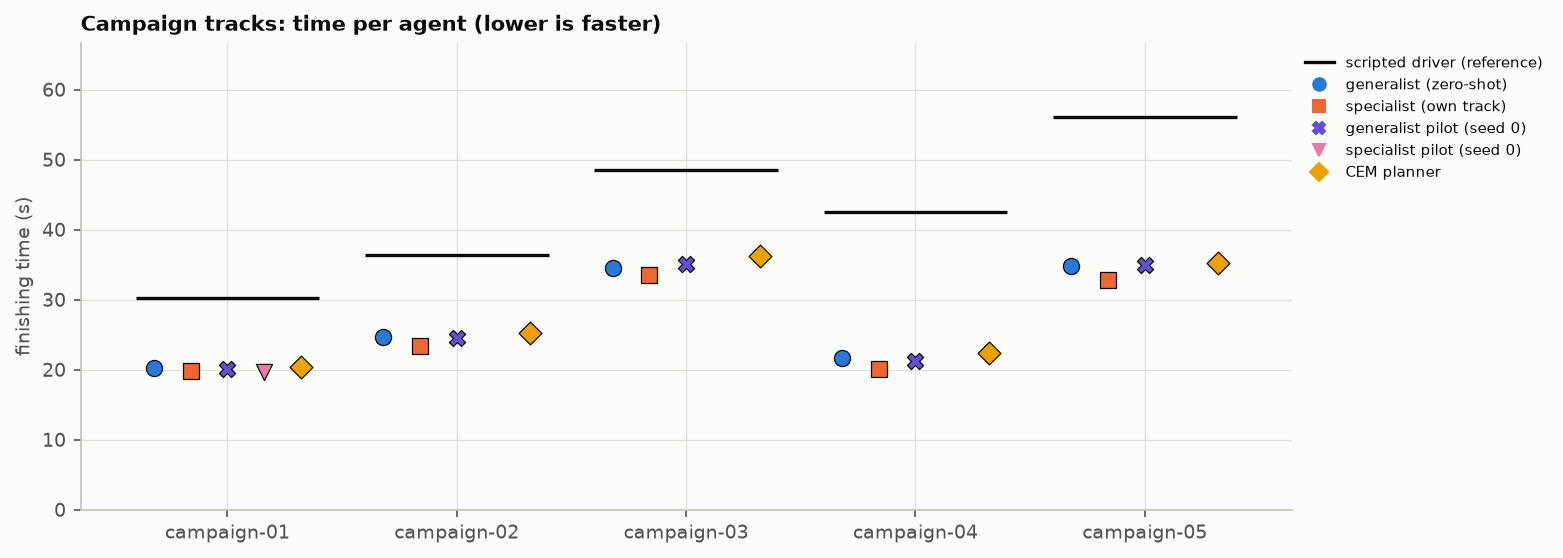 Campaign tracks: time per agent (lower is faster)
finishing time (s)
60
50
40
30
20
10
0
campaign-01
campaign-02
campaign-03
campaign-04
campaign-05
scripted driver (reference)
generalist (zero-shot)
specialist (own track)
generalist pilot (seed 0)
specialist pilot (seed 0)
CEM planner